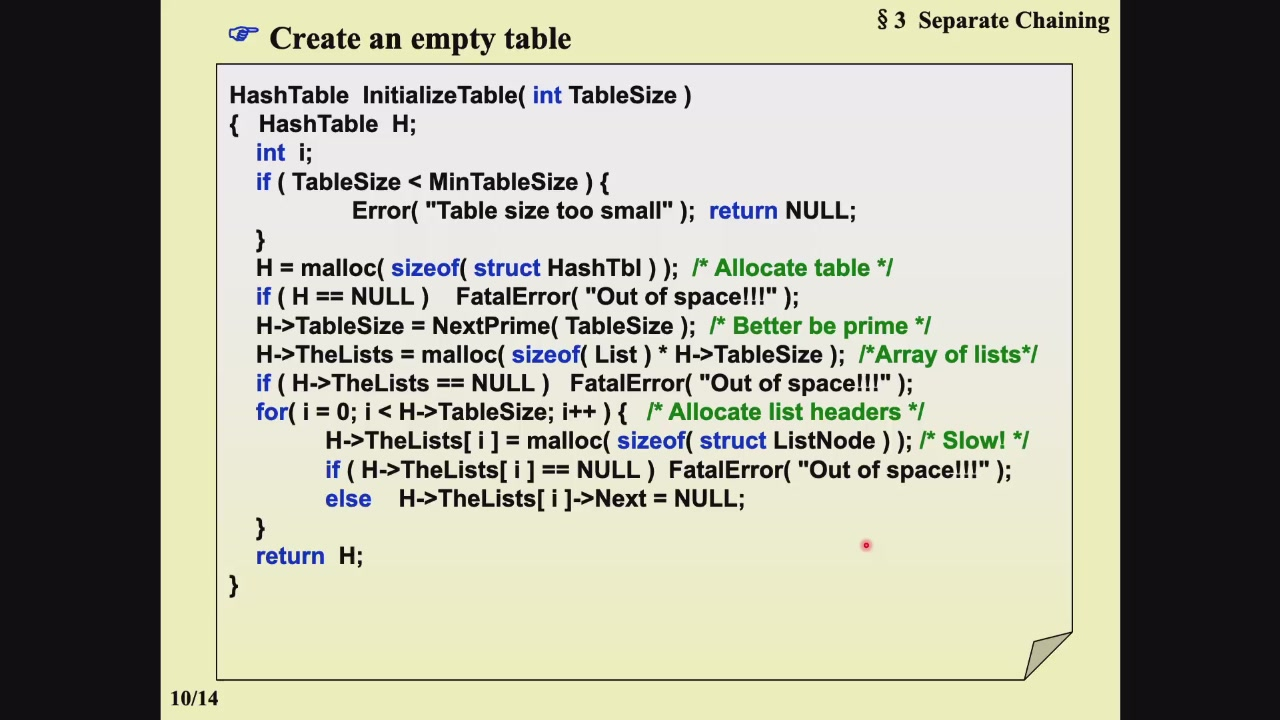 § 3 Separate Chaining
Create an empty table
HashTable InitializeTable( int TableSize )
{ HashTable H;
int i;
if ( TableSize < MinTableSize ) {
Error( "Table size too small" ); return NULL;
}
H = malloc( sizeof( struct HashTbl ) ); /* Allocate table */
if ( H == NULL ) FatalError( "Out of space!!!" );
H->TableSize = NextPrime( TableSize ); /* Better be prime */
H->TheLists = malloc( sizeof( List ) * H->TableSize ); /*Array of lists*/
if ( H->TheLists == NULL ) FatalError( "Out of space!!!" );
for( i = 0; i < H->TableSize; i++ ) { /* Allocate list headers */
H->TheLists[ i ] = malloc( sizeof( struct ListNode ) ); /* Slow! */
if ( H->TheLists[ i ] == NULL ) FatalError( "Out of space!!!" );
else H->TheLists[ i ]->Next = NULL;
}
return H;
}
10/14